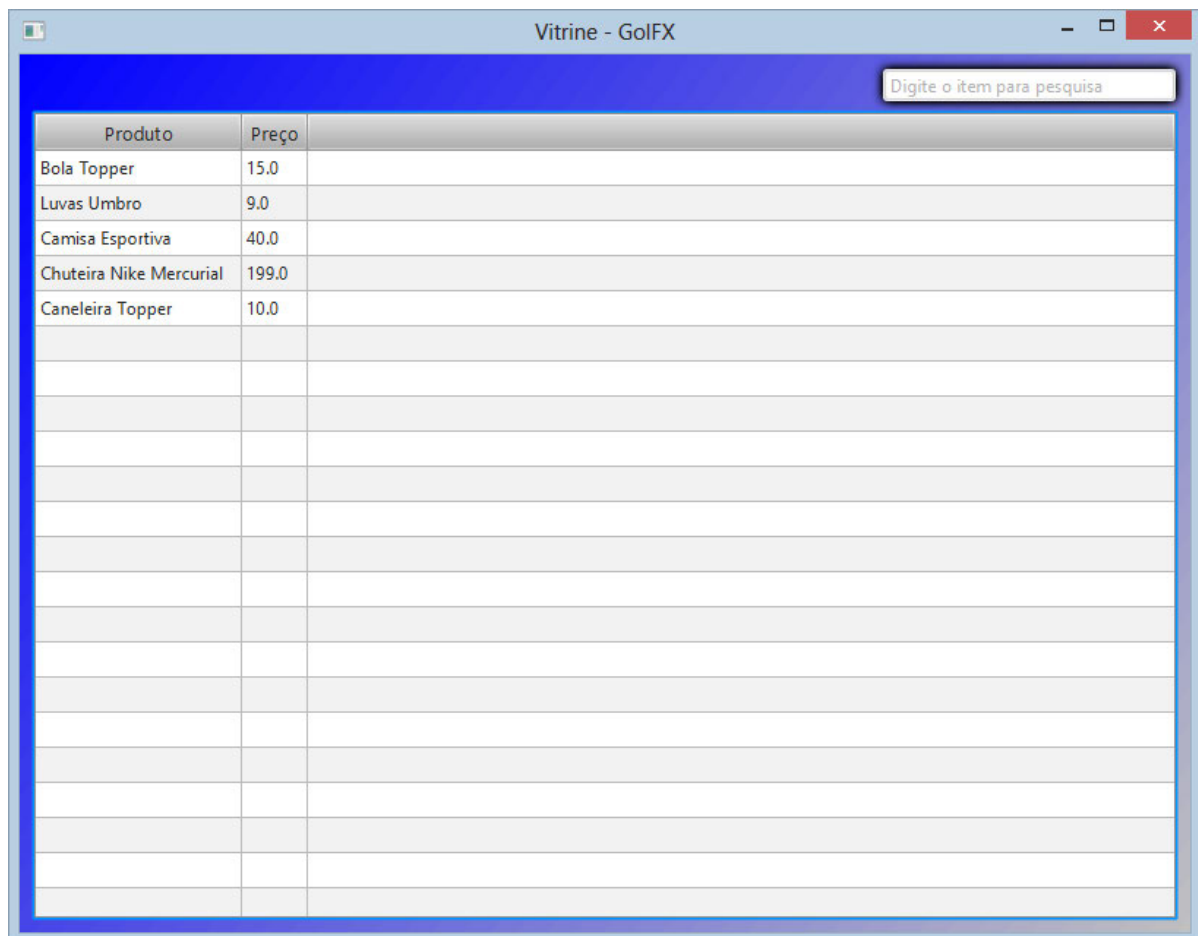 Vitrine - GolFX
Digite o item para pesquisa
Produto Preço
Bola Topper 15.0
Luvas Umbro 9.0
Camisa Esportiva 40.0
Chuteira Nike Mercurial 199.0
Caneleira Topper 10.0